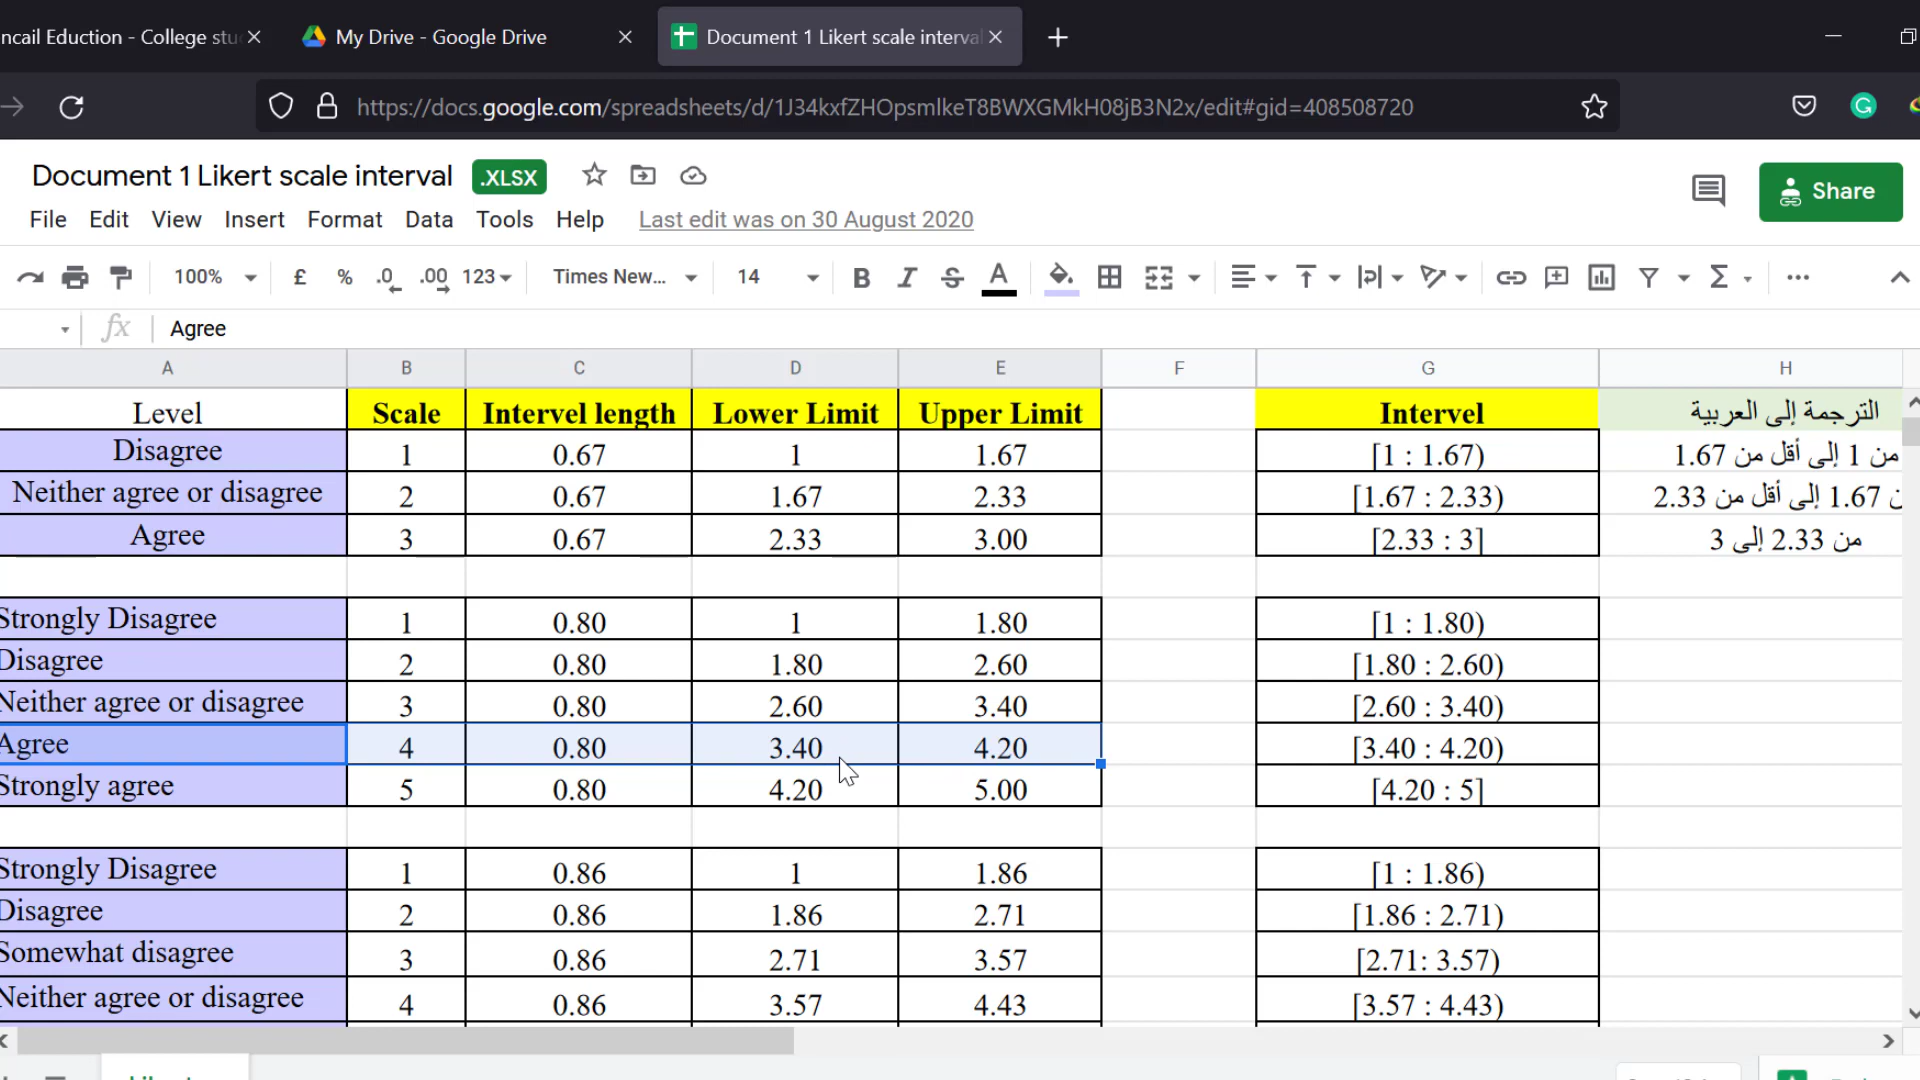 ncail Eduction - College stu
My Drive - Google Drive
Document 1 Likert scale interva
https://docs.google.com/spreadsheets/d/1J34kxfZHOpsmlkeT8BWXGMkH08jB3N2x/edit#gid=408508720
Document 1 Likert scale interval .XLSX
Share
File Edit View Insert Format Data Tools Help Last edit was on 30 August 2020
100% £ % .0 .00 123 Times New... 14 B I S A Σ
fx Agree
A B C D E F G H
Level Scale Intervel length Lower Limit Upper Limit Intervel الترجمة إلى العربية
Disagree 1 0.67 1 1.67 [1 : 1.67) من 1 إلى أقل من 1.67
Neither agree or disagree 2 0.67 1.67 2.33 [1.67 : 2.33) ن 1.67 إلى أقل من 2.33
Agree 3 0.67 2.33 3.00 [2.33 : 3] من 2.33 إلى 3
Strongly Disagree 1 0.80 1 1.80 [1 : 1.80)
Disagree 2 0.80 1.80 2.60 [1.80 : 2.60)
Neither agree or disagree 3 0.80 2.60 3.40 [2.60 : 3.40)
Agree 4 0.80 3.40 4.20 [3.40 : 4.20)
Strongly agree 5 0.80 4.20 5.00 [4.20 : 5]
Strongly Disagree 1 0.86 1 1.86 [1 : 1.86)
Disagree 2 0.86 1.86 2.71 [1.86 : 2.71)
Somewhat disagree 3 0.86 2.71 3.57 [2.71: 3.57)
Neither agree or disagree 4 0.86 3.57 4.43 [3.57 : 4.43)